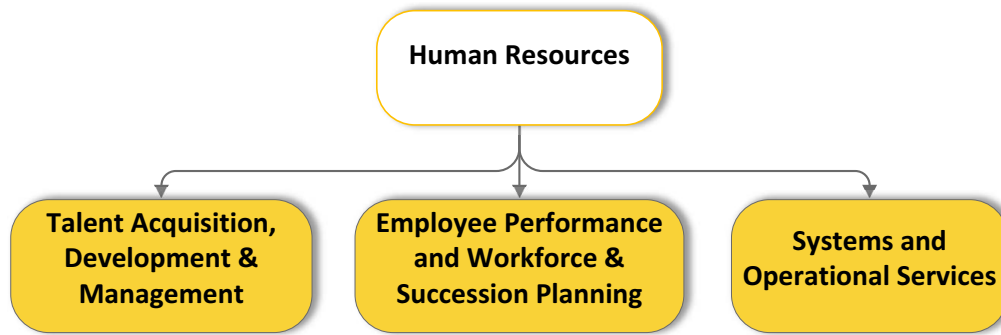 Human Resources
Talent Acquisition,
Development &
Management
Employee Performance
and Workforce &
Succession Planning
Systems and
Operational Services